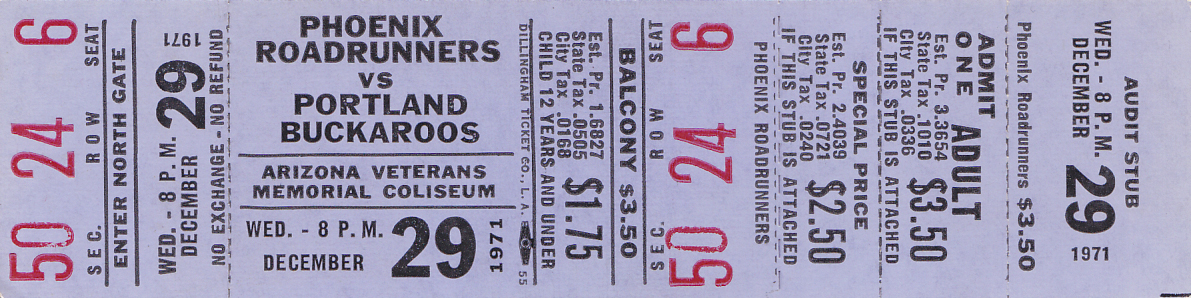 50 24 6
SEC. ROW SEAT
ENTER NORTH GATE
WED. - 8 P. M.
DECEMBER 29
1971
NO EXCHANGE - NO REFUND
PHOENIX
ROADRUNNERS
VS
PORTLAND
BUCKAROOS
ARIZONA VETERANS
MEMORIAL COLISEUM
WED. - 8 P. M.
DECEMBER 29 1971
DILLINGHAM TICKET CO., L. A. 55
CHILD 12 YEARS AND UNDER
Est. Pr. 1.6827
State Tax .0505
City Tax .0168
$1.75
BALCONY $3.50
SEC. ROW SEAT
50 24 6
PHOENIX ROADRUNNERS
SPECIAL PRICE
Est. Pr. 2.4039
State Tax .0721
City Tax .0240
$2.50
IF THIS STUB IS ATTACHED
ADMIT
ONE ADULT
Est. Pr. 3.3654
State Tax .1010
City Tax .0336
$3.50
IF THIS STUB IS ATTACHED
Phoenix Roadrunners $3.50
AUDIT STUB
WED. - 8 P. M.
DECEMBER
29
1971